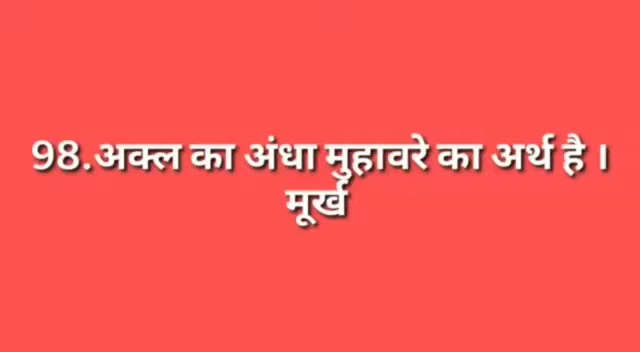 98.अक्ल का अंधा मुहावरे का अर्थ है ।
मूर्ख